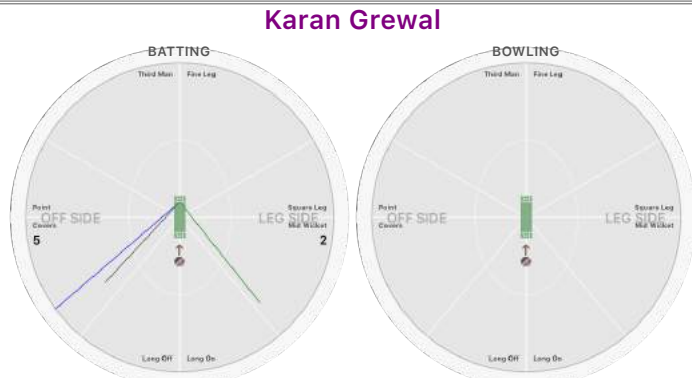 Karan Grewal
BATTING
Third Man Fine Leg
Point
OFF SIDE
Covers
5
Square Leg
LEG SIDE
Mid Wicket
2
Long Off Long On
BOWLING
Third Man Fine Leg
Point
OFF SIDE
Covers
Square Leg
LEG SIDE
Mid Wicket
Long Off Long On